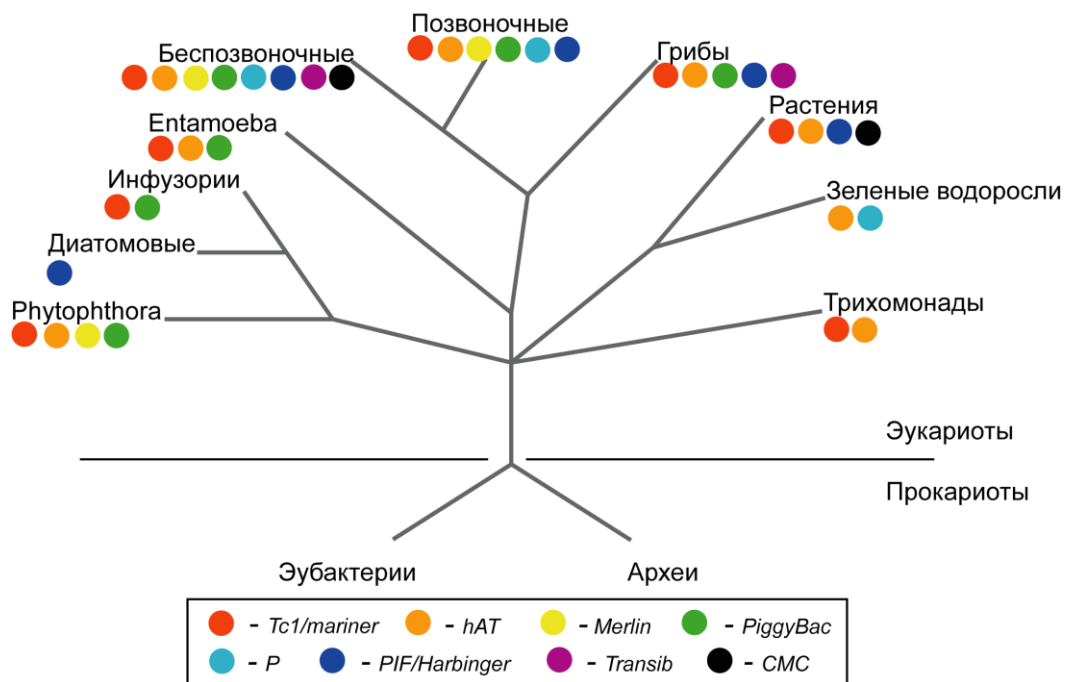 Позвоночные
Беспозвоночные
Грибы
Растения
Entamoeba
Инфузории
Зеленые водоросли
Диатомовые
Phytophthora
Трихомонады
Эукариоты
Прокариоты
Эубактерии
Археи
- Tc1/mariner - hAT - Merlin - PiggyBac
- P - PIF/Harbinger - Transib - CMC